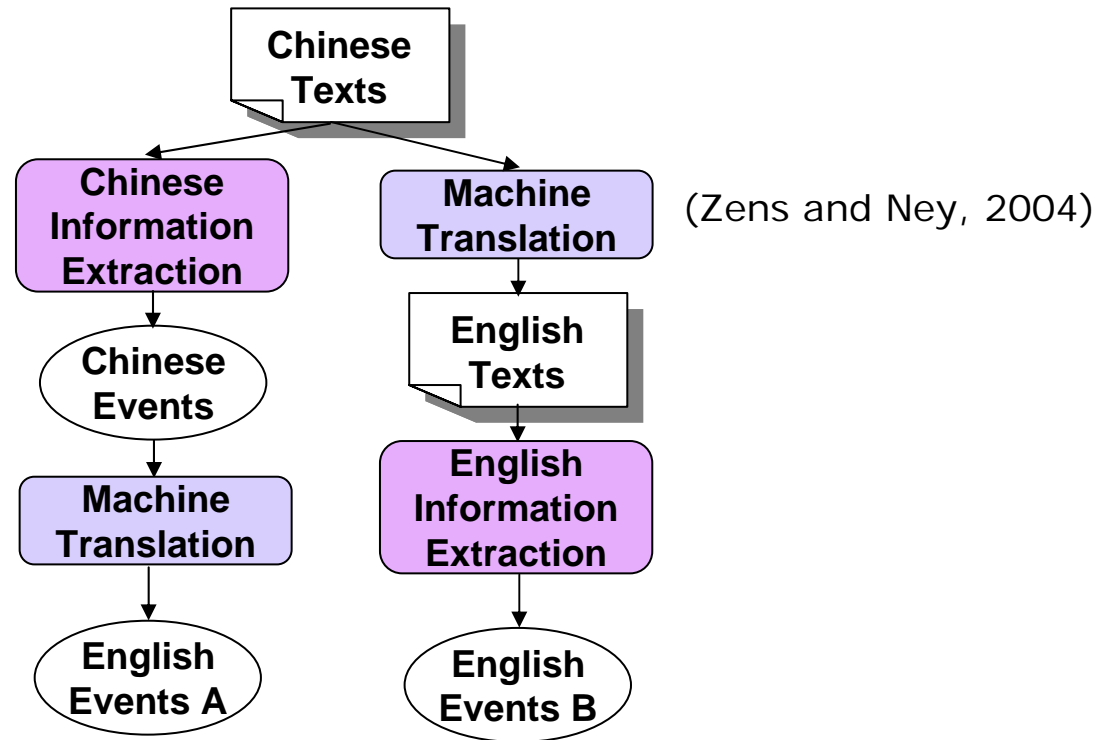 Chinese
Texts
Chinese
Information
Extraction
Chinese
Events
Machine
Translation
English
Events A
Machine
Translation
(Zens and Ney, 2004)
English
Texts
English
Information
Extraction
English
Events B